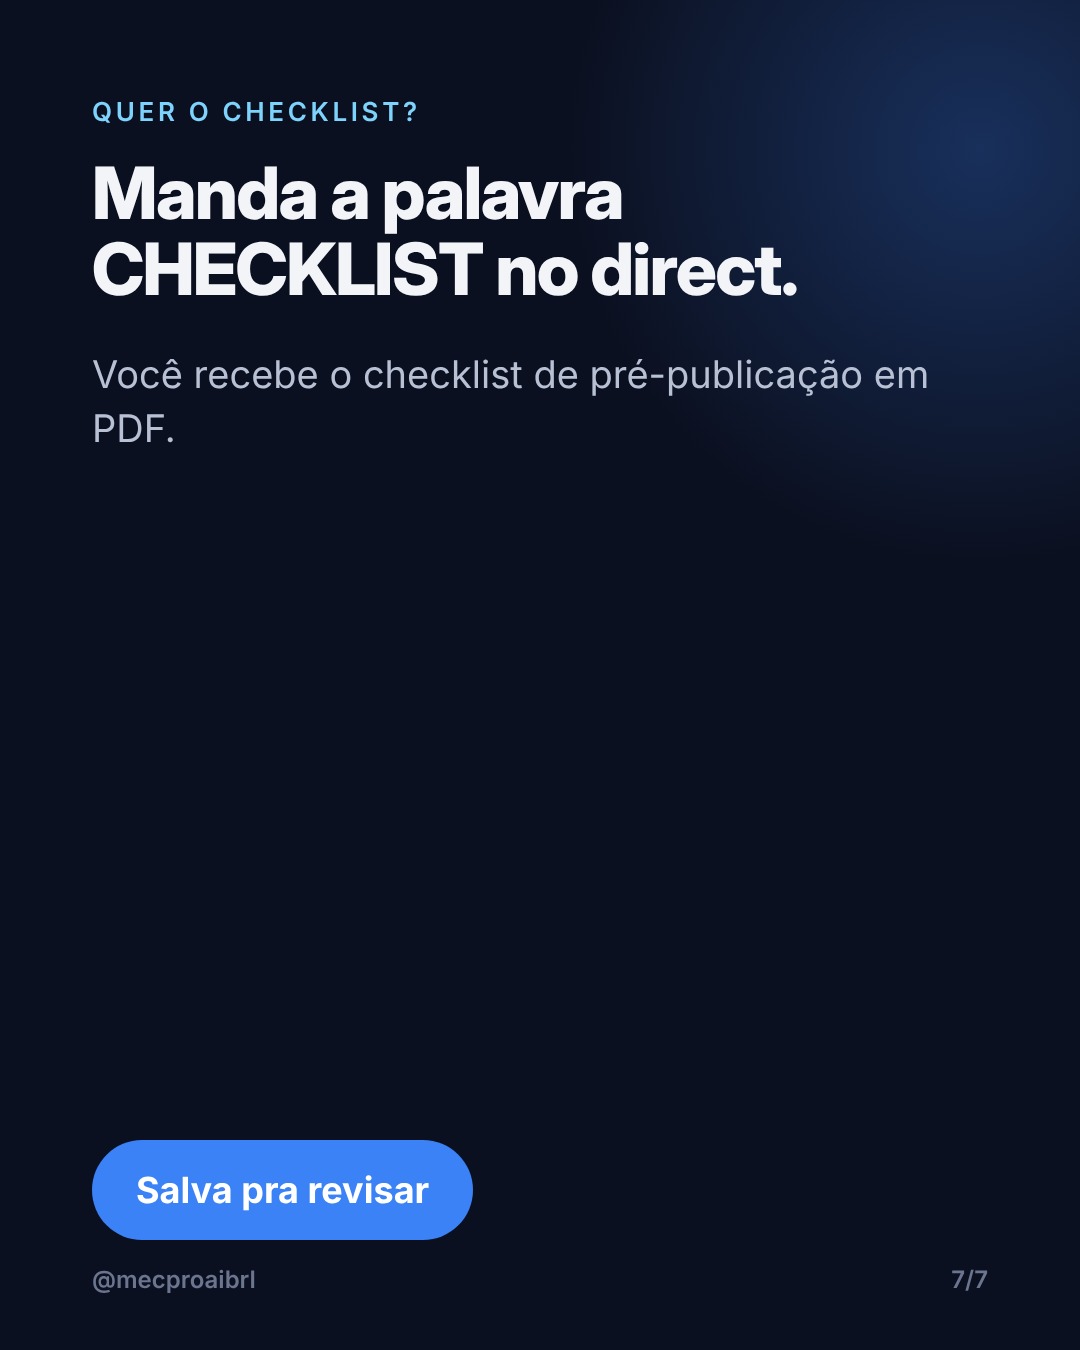 QUER O CHECKLIST?
Manda a palavra
CHECKLIST no direct.
Você recebe o checklist de pré-publicação em
PDF.
Salva pra revisar
@mecproaibrl
7/7